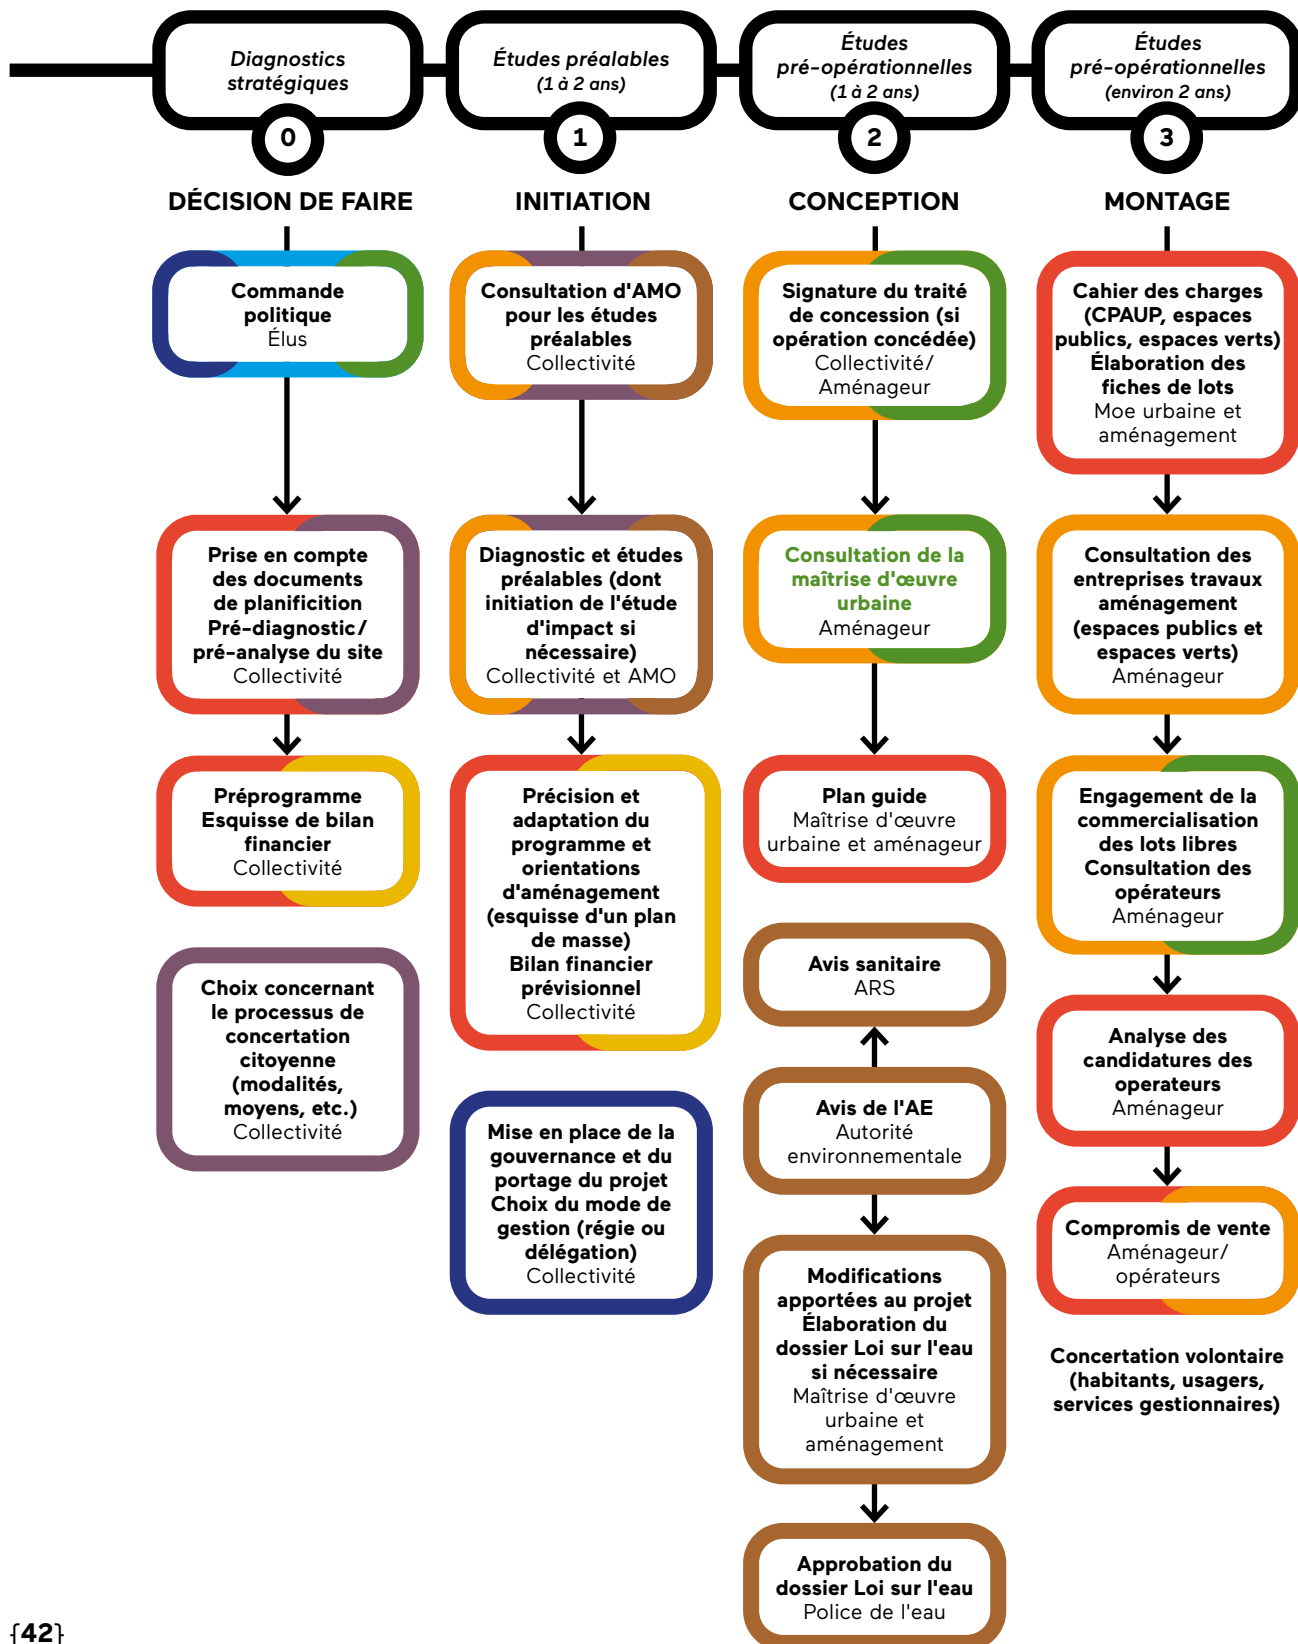 Diagnostics
stratégiques
0
DÉCISION DE FAIRE
Commande
politique
Élus
Prise en compte
des documents
de planificition
Pré-diagnostic/
pré-analyse du site
Collectivité
Préprogramme
Esquisse de bilan
financier
Collectivité
Choix concernant
le processus de
concertation
citoyenne
(modalités,
moyens, etc.)
Collectivité
Études préalables
(1 à 2 ans)
1
INITIATION
Consultation d'AMO
pour les études
préalables
Collectivité
Diagnostic et études
préalables (dont
initiation de l'étude
d'impact si
nécessaire)
Collectivité et AMO
Précision et
adaptation du
programme et
orientations
d'aménagement
(esquisse d'un plan
de masse)
Bilan financier
prévisionnel
Collectivité
Mise en place de la
gouvernance et du
portage du projet
Choix du mode de
gestion (régie ou
délégation)
Collectivité
Études
pré-opérationnelles
(1 à 2 ans)
2
CONCEPTION
Signature du traité
de concession (si
opération concédée)
Collectivité/
Aménageur
Consultation de la
maîtrise d'œuvre
urbaine
Aménageur
Plan guide
Maîtrise d'œuvre
urbaine et aménageur
Avis sanitaire
ARS
Avis de l'AE
Autorité
environnementale
Modifications
apportées au projet
Élaboration du
dossier Loi sur l'eau
si nécessaire
Maîtrise d'œuvre
urbaine et
aménagement
Approbation du
dossier Loi sur l'eau
Police de l'eau
Études
pré-opérationnelles
(environ 2 ans)
3
MONTAGE
Cahier des charges
(CPAUP, espaces
publics, espaces verts)
Élaboration des
fiches de lots
Moe urbaine et
aménagement
Consultation des
entreprises travaux
aménagement
(espaces publics et
espaces verts)
Aménageur
Engagement de la
commercialisation
des lots libres
Consultation des
opérateurs
Aménageur
Analyse des
candidatures des
operateurs
Aménageur
Compromis de vente
Aménageur/
opérateurs
Concertation volontaire
(habitants, usagers,
services gestionnaires)
{42}